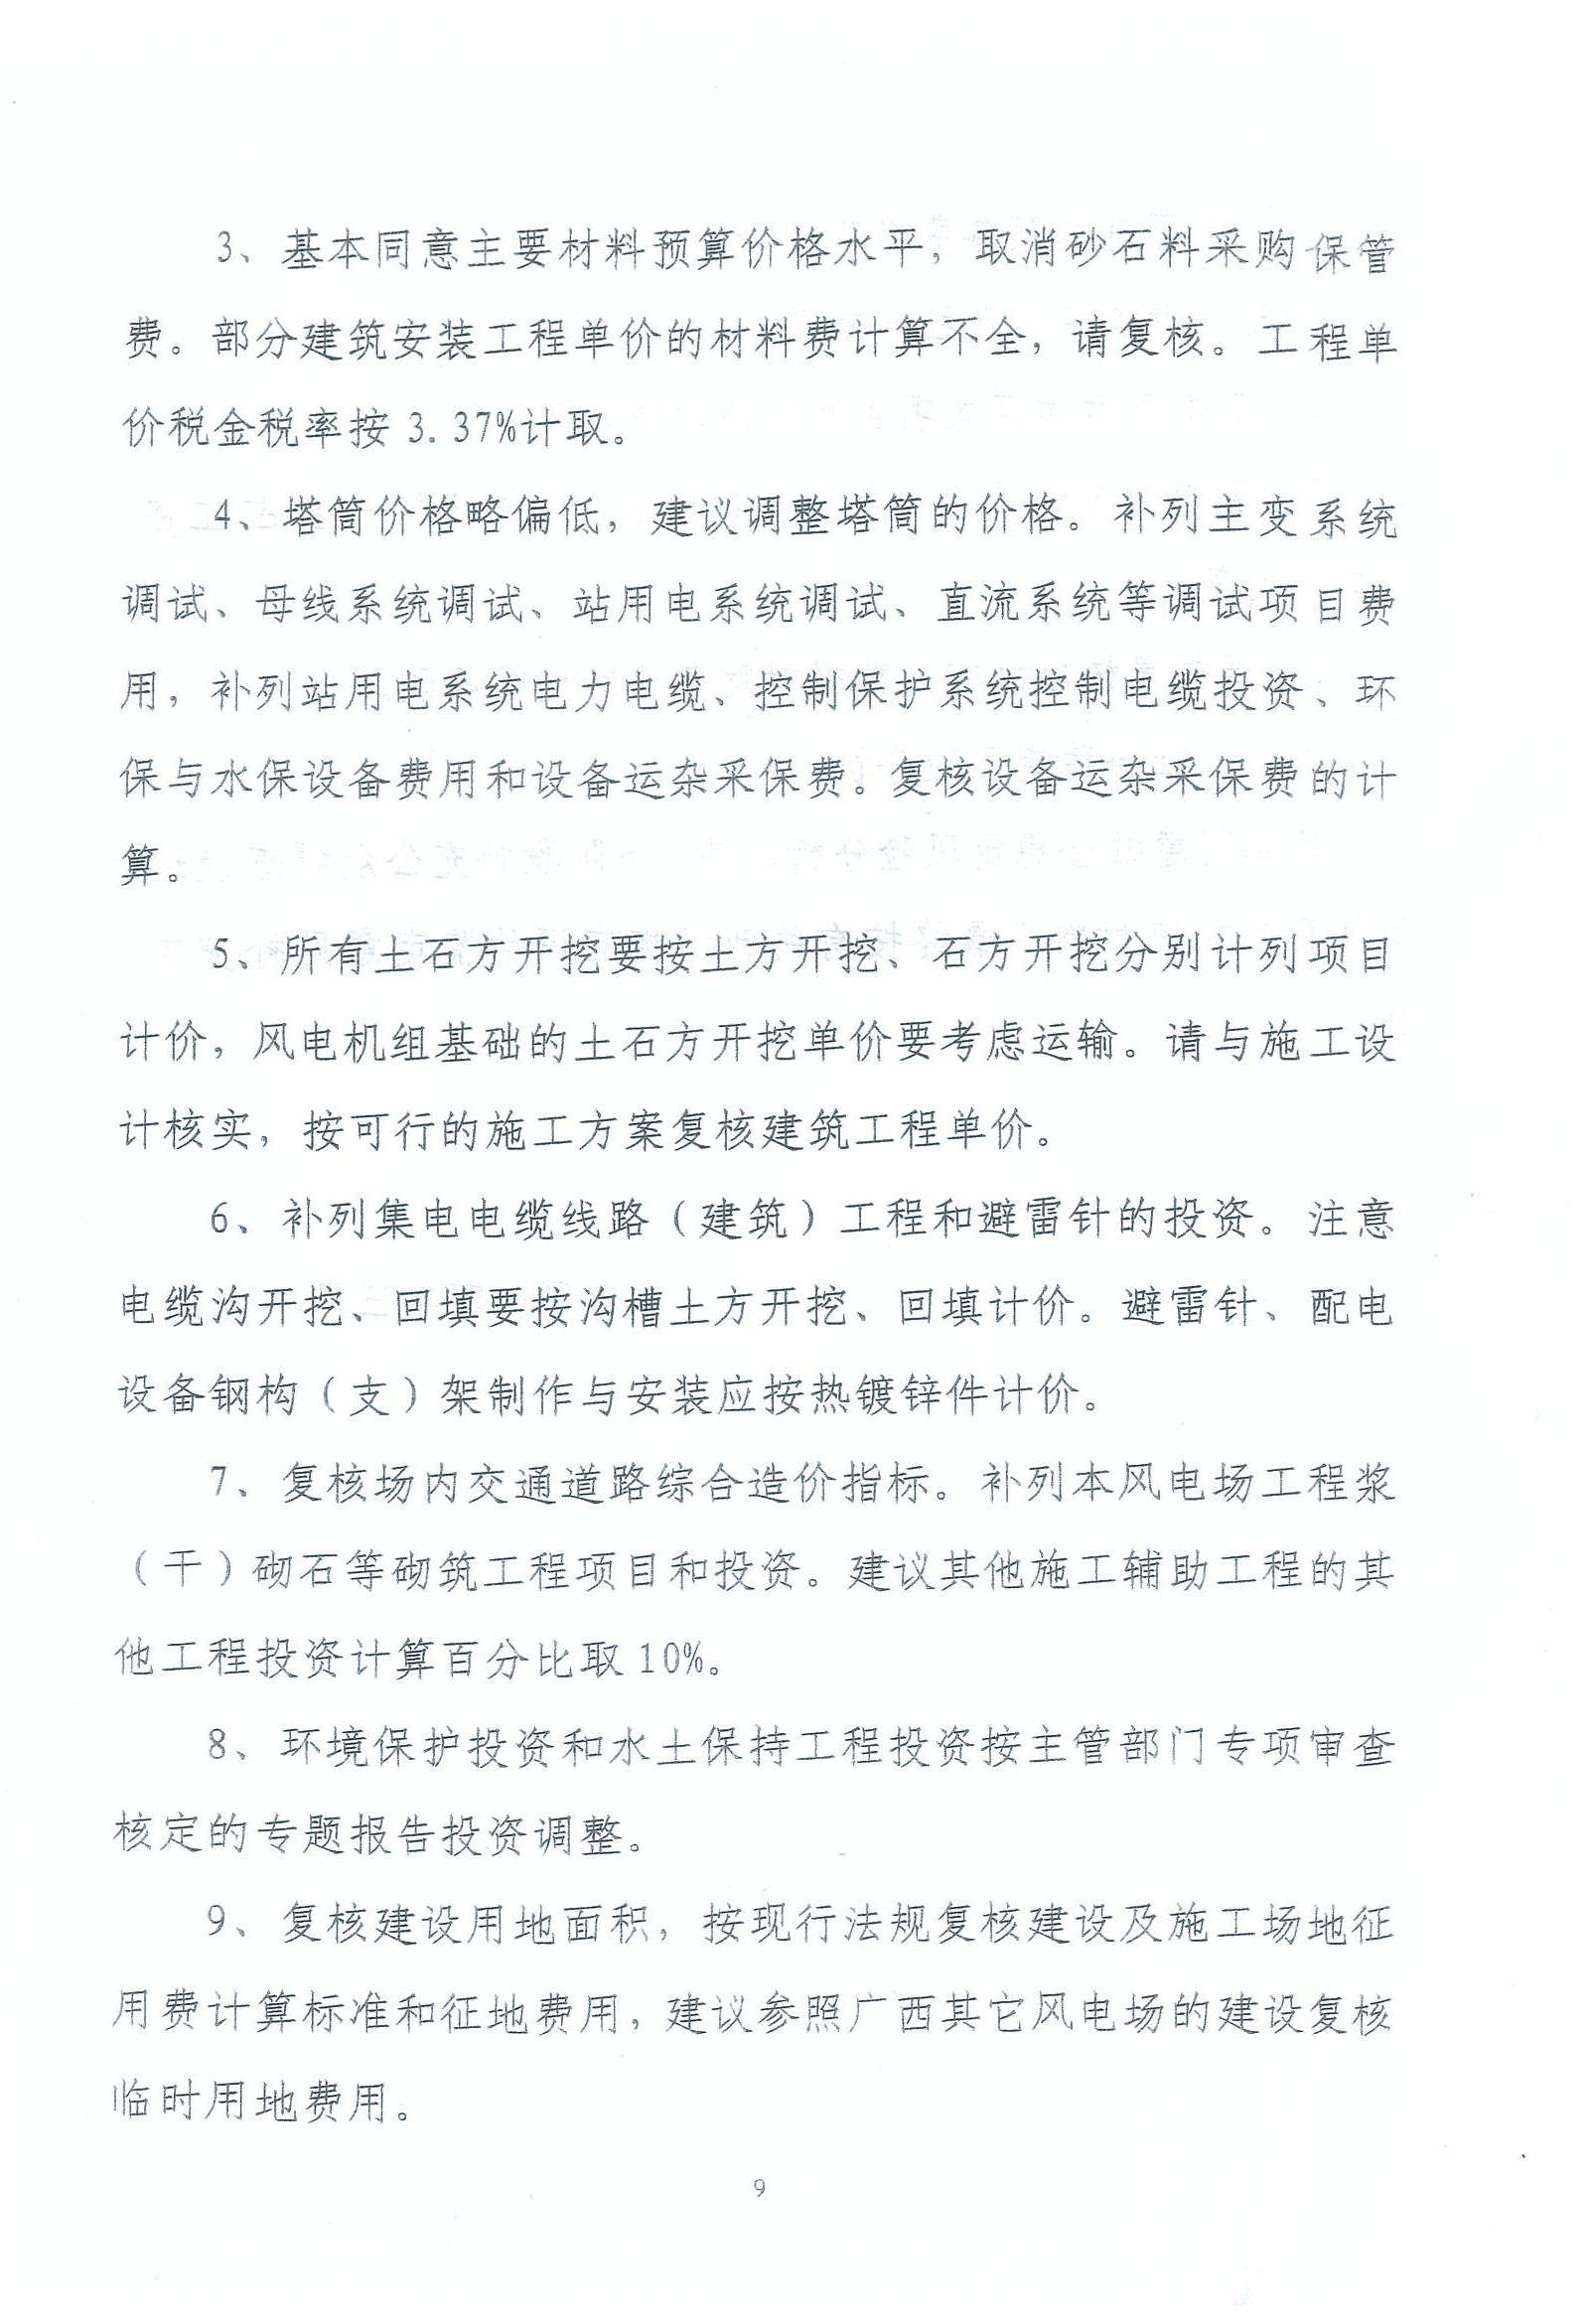 3、基本同意主要材料预算价格水平，取消砂石料采购保管
费。部分建筑安装工程单价的材料费计算不全，请复核。工程单
价税金税率按 3.37%计取。
4、塔筒价格略偏低，建议调整塔筒的价格。补列主变系统
调试、母线系统调试、站用电系统调试、直流系统等调试项目费
用，补列站用电系统电力电缆、控制保护系统控制电缆投资、环
保与水保设备费用和设备运杂采保费。复核设备运杂采保费的计
算。
5、所有土石方开挖要按土方开挖、石方开挖分别计列项目
计价，风电机组基础的土石方开挖单价要考虑运输。请与施工设
计核实，按可行的施工方案复核建筑工程单价。
6、补列集电电缆线路（建筑）工程和避雷针的投资。注意
电缆沟开挖、回填要按沟槽土方开挖、回填计价。避雷针、配电
设备钢构（支）架制作与安装应按热镀锌件计价。
7、复核场内交通道路综合造价指标。补列本风电场工程浆
（干）砌石等砌筑工程项目和投资。建议其他施工辅助工程的其
他工程投资计算百分比取 10%。
8、环境保护投资和水土保持工程投资按主管部门专项审查
核定的专题报告投资调整。
9、复核建设用地面积，按现行法规复核建设及施工场地征
用费计算标准和征地费用，建议参照广西其它风电场的建设复核
临时用地费用。
9